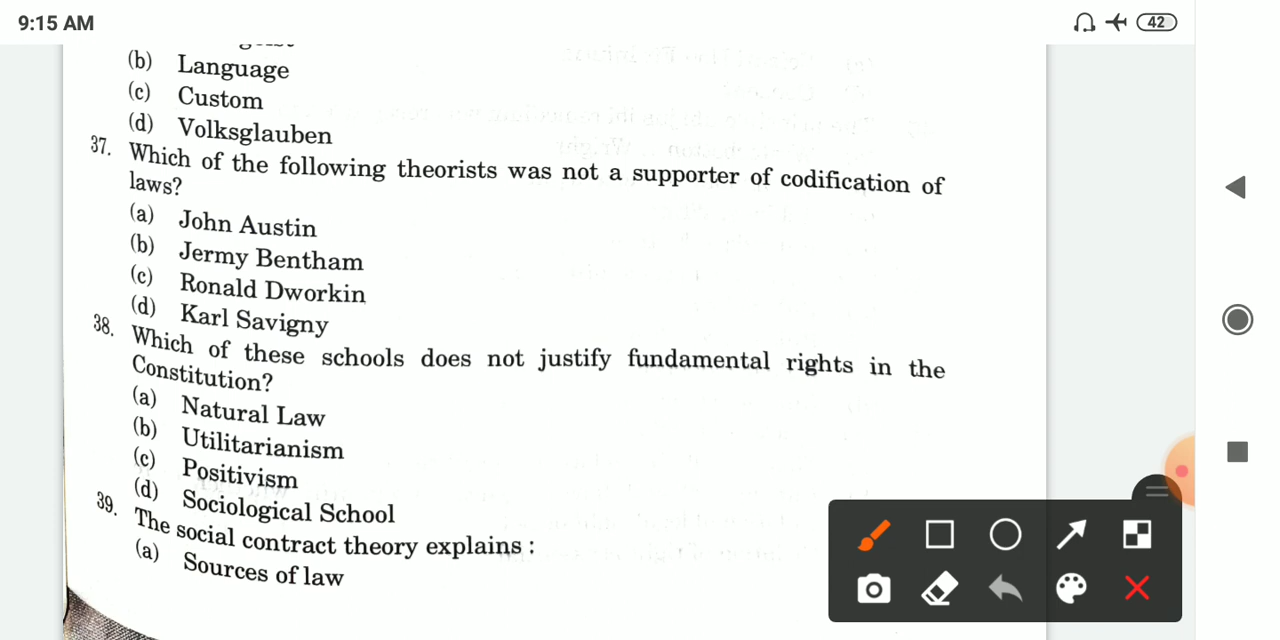 9:15 AM
42
(b) Language
(c) Custom
(d) Volksglauben
37. Which of the following theorists was not a supporter of codification of
laws?
(a) John Austin
(b) Jermy Bentham
(c) Ronald Dworkin
(d) Karl Savigny
38. Which of these schools does not justify fundamental rights in the
Constitution?
(a) Natural Law
(b) Utilitarianism
(c) Positivism
(d) Sociological School
39. The social contract theory explains :
(a) Sources of law